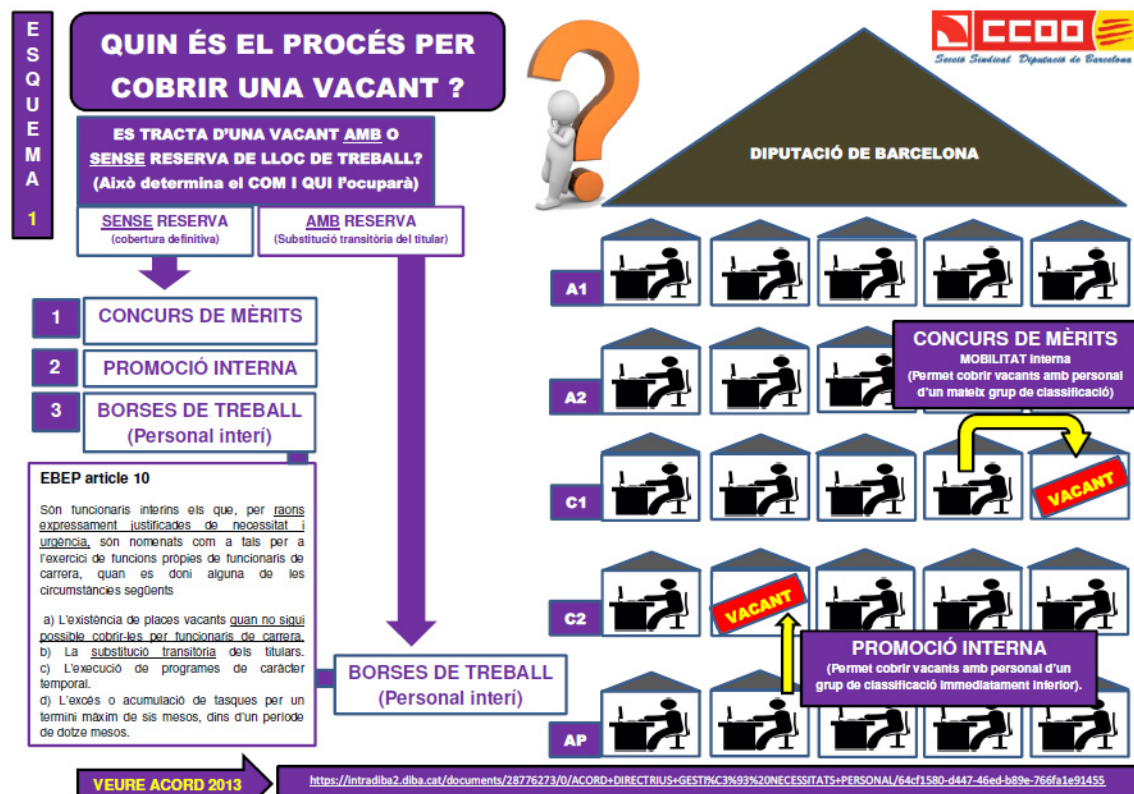 ESQUEMA 1
QUIN ÉS EL PROCÉS PER
COBRIR UNA VACANT ?
ES TRACTA D'UNA VACANT AMB O
SENSE RESERVA DE LLOC DE TREBALL?
(Això determina el COM I QUI l'ocuparà)
SENSE RESERVA
(cobertura definitiva)
AMB RESERVA
(Substitució transitòria del titular)
1
CONCURS DE MÈRITS
2
PROMOCIÓ INTERNA
3
BORSES DE TREBALL
(Personal interí)
EBEP article 10
Són funcionaris interins els que, per raons
expressament justificades de necessitat i
urgència, són nomenats com a tals per a
l'exercici de funcions pròpies de funcionaris de
carrera, quan es doni alguna de les
circumstàncies següents
a) L'existència de places vacants quan no sigui
possible cobrir-les per funcionaris de carrera.
b) La substitució transitòria dels titulars.
c) L'execució de programes de caràcter
temporal.
d) L'excés o acumulació de tasques per un
termini màxim de sis mesos, dins d'un període
de dotze mesos.
BORSES DE TREBALL
(Personal interí)
CCOO
Secció Sindical Diputació de Barcelona
DIPUTACIÓ DE BARCELONA
A1
A2
CONCURS DE MÈRITS
MOBILITAT Interna
(Permet cobrir vacants amb personal
d'un mateix grup de classificació)
C1
VACANT
C2
VACANT
PROMOCIÓ INTERNA
(Permet cobrir vacants amb personal d'un
grup de classificació immediatament inferior).
AP
VEURE ACORD 2013
https://intradiba2.diba.cat/documents/28776273/0/ACORD+DIRECTRIUS+GESTI%C3%93%20NECESSITATS+PERSONAL/64cf1580-d447-46ed-b89e-766fa1e91455